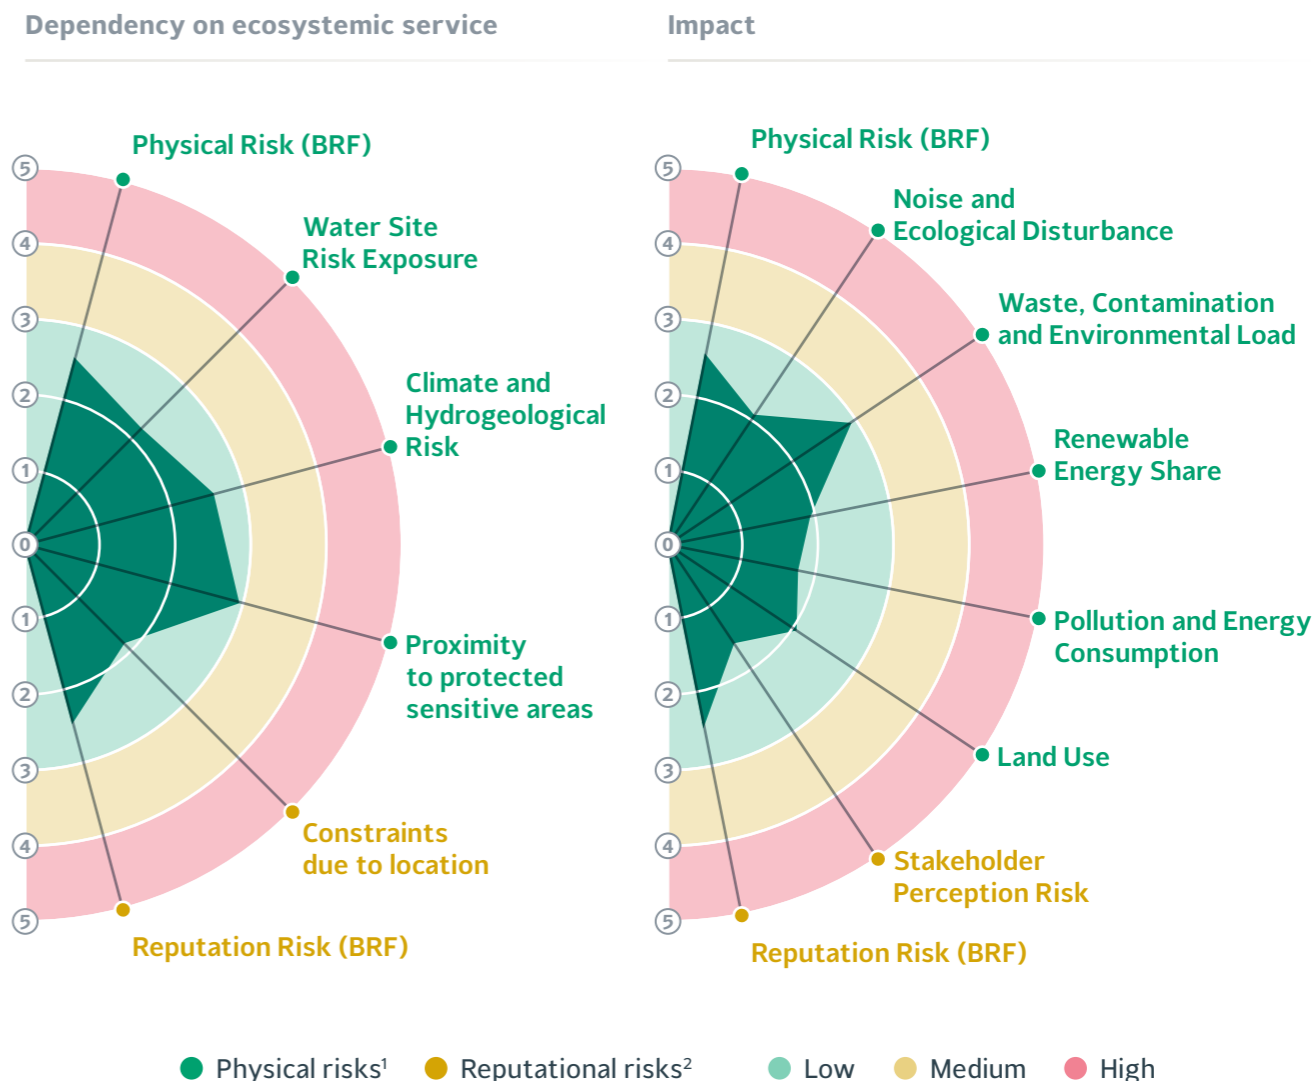 Dependency on ecosystemic service
Physical Risk (BRF)
Water Site
Risk Exposure
Climate and
Hydrogeological
Risk
Proximity
to protected
sensitive areas
Constraints
due to location
Reputation Risk (BRF)
5
4
3
2
1
0
1
2
3
4
5
Impact
Physical Risk (BRF)
Noise and
Ecological Disturbance
Waste, Contamination
and Environmental Load
Renewable
Energy Share
Pollution and Energy
Consumption
Land Use
Stakeholder
Perception Risk
Reputation Risk (BRF)
5
4
3
2
1
0
1
2
3
4
5
Physical risks¹ Reputational risks² Low Medium High